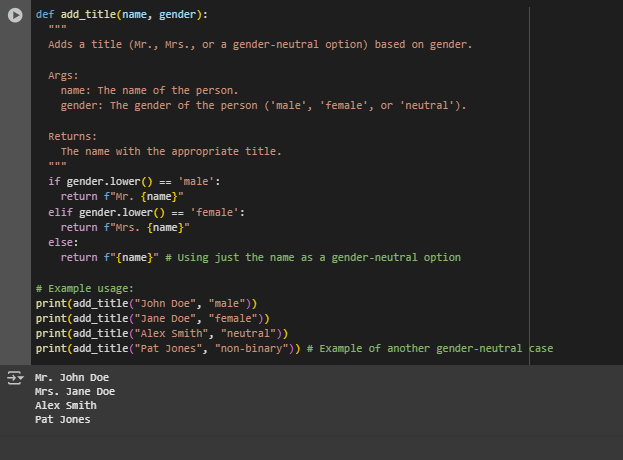 def add_title(name, gender):
"""
Adds a title (Mr., Mrs., or a gender-neutral option) based on gender.
Args:
name: The name of the person.
gender: The gender of the person ('male', 'female', or 'neutral').
Returns:
The name with the appropriate title.
"""
if gender.lower() == 'male':
return f"Mr. {name}"
elif gender.lower() == 'female':
return f"Mrs. {name}"
else:
return f"{name}" # Using just the name as a gender-neutral option
# Example usage:
print(add_title("John Doe", "male"))
print(add_title("Jane Doe", "female"))
print(add_title("Alex Smith", "neutral"))
print(add_title("Pat Jones", "non-binary")) # Example of another gender-neutral case
Mr. John Doe
Mrs. Jane Doe
Alex Smith
Pat Jones